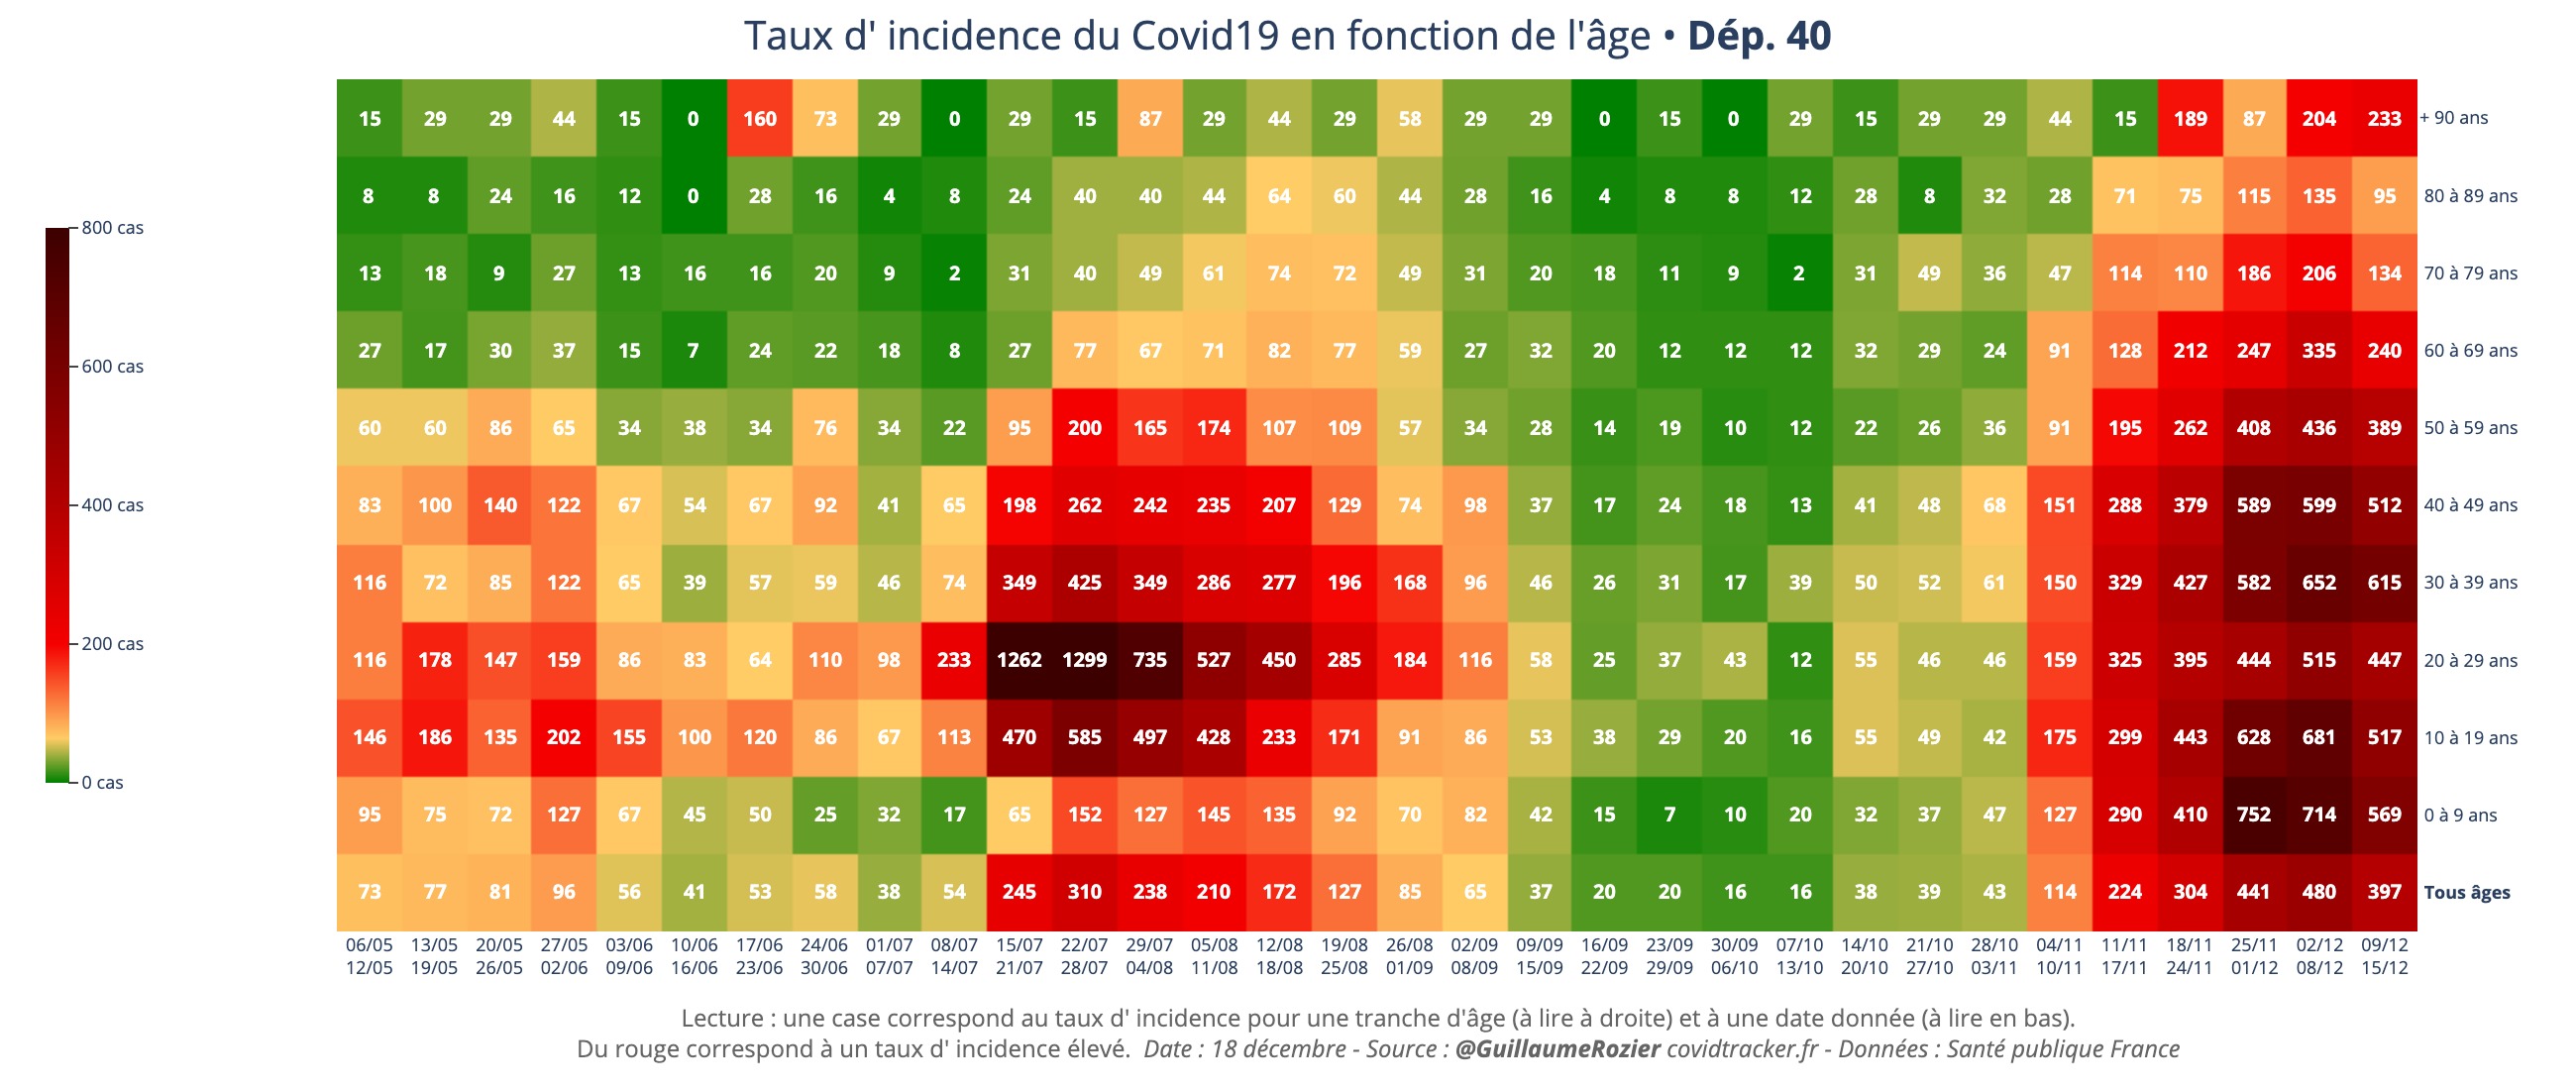 Taux d' incidence du Covid19 en fonction de l'âge • Dép. 40
15 29 29 44 15 0 160 73 29 0 29 15 87 29 44 29 58 29 29 0 15 0 29 15 29 29 44 15 189 87 204 233 + 90 ans
8 8 24 16 12 0 28 16 4 8 24 40 40 44 64 60 44 28 16 4 8 8 12 28 8 32 28 71 75 115 135 95 80 à 89 ans
800 cas
13 18 9 27 13 16 16 20 9 2 31 40 49 61 74 72 49 31 20 18 11 9 2 31 49 36 47 114 110 186 206 134 70 à 79 ans
27 17 30 37 15 7 24 22 18 8 27 77 67 71 82 77 59 27 32 20 12 12 12 32 29 24 91 128 212 247 335 240 60 à 69 ans
600 cas
60 60 86 65 34 38 34 76 34 22 95 200 165 174 107 109 57 34 28 14 19 10 12 22 26 36 91 195 262 408 436 389 50 à 59 ans
400 cas
83 100 140 122 67 54 67 92 41 65 198 262 242 235 207 129 74 98 37 17 24 18 13 41 48 68 151 288 379 589 599 512 40 à 49 ans
116 72 85 122 65 39 57 59 46 74 349 425 349 286 277 196 168 96 46 26 31 17 39 50 52 61 150 329 427 582 652 615 30 à 39 ans
200 cas
116 178 147 159 86 83 64 110 98 233 1262 1299 735 527 450 285 184 116 58 25 37 43 12 55 46 46 159 325 395 444 515 447 20 à 29 ans
146 186 135 202 155 100 120 86 67 113 470 585 497 428 233 171 91 86 53 38 29 20 16 55 49 42 175 299 443 628 681 517 10 à 19 ans
0 cas
95 75 72 127 67 45 50 25 32 17 65 152 127 145 135 92 70 82 42 15 7 10 20 32 37 47 127 290 410 752 714 569 0 à 9 ans
73 77 81 96 56 41 53 58 38 54 245 310 238 210 172 127 85 65 37 20 20 16 16 38 39 43 114 224 304 441 480 397 Tous âges
06/05 13/05 20/05 27/05 03/06 10/06 17/06 24/06 01/07 08/07 15/07 22/07 29/07 05/08 12/08 19/08 26/08 02/09 09/09 16/09 23/09 30/09 07/10 14/10 21/10 28/10 04/11 11/11 18/11 25/11 02/12 09/12
12/05 19/05 26/05 02/06 09/06 16/06 23/06 30/06 07/07 14/07 21/07 28/07 04/08 11/08 18/08 25/08 01/09 08/09 15/09 22/09 29/09 06/10 13/10 20/10 27/10 03/11 10/11 17/11 24/11 01/12 08/12 15/12
Lecture : une case correspond au taux d' incidence pour une tranche d'âge (à lire à droite) et à une date donnée (à lire en bas).
Du rouge correspond à un taux d' incidence élevé. Date : 18 décembre - Source : @GuillaumeRozier covidtracker.fr - Données : Santé publique France